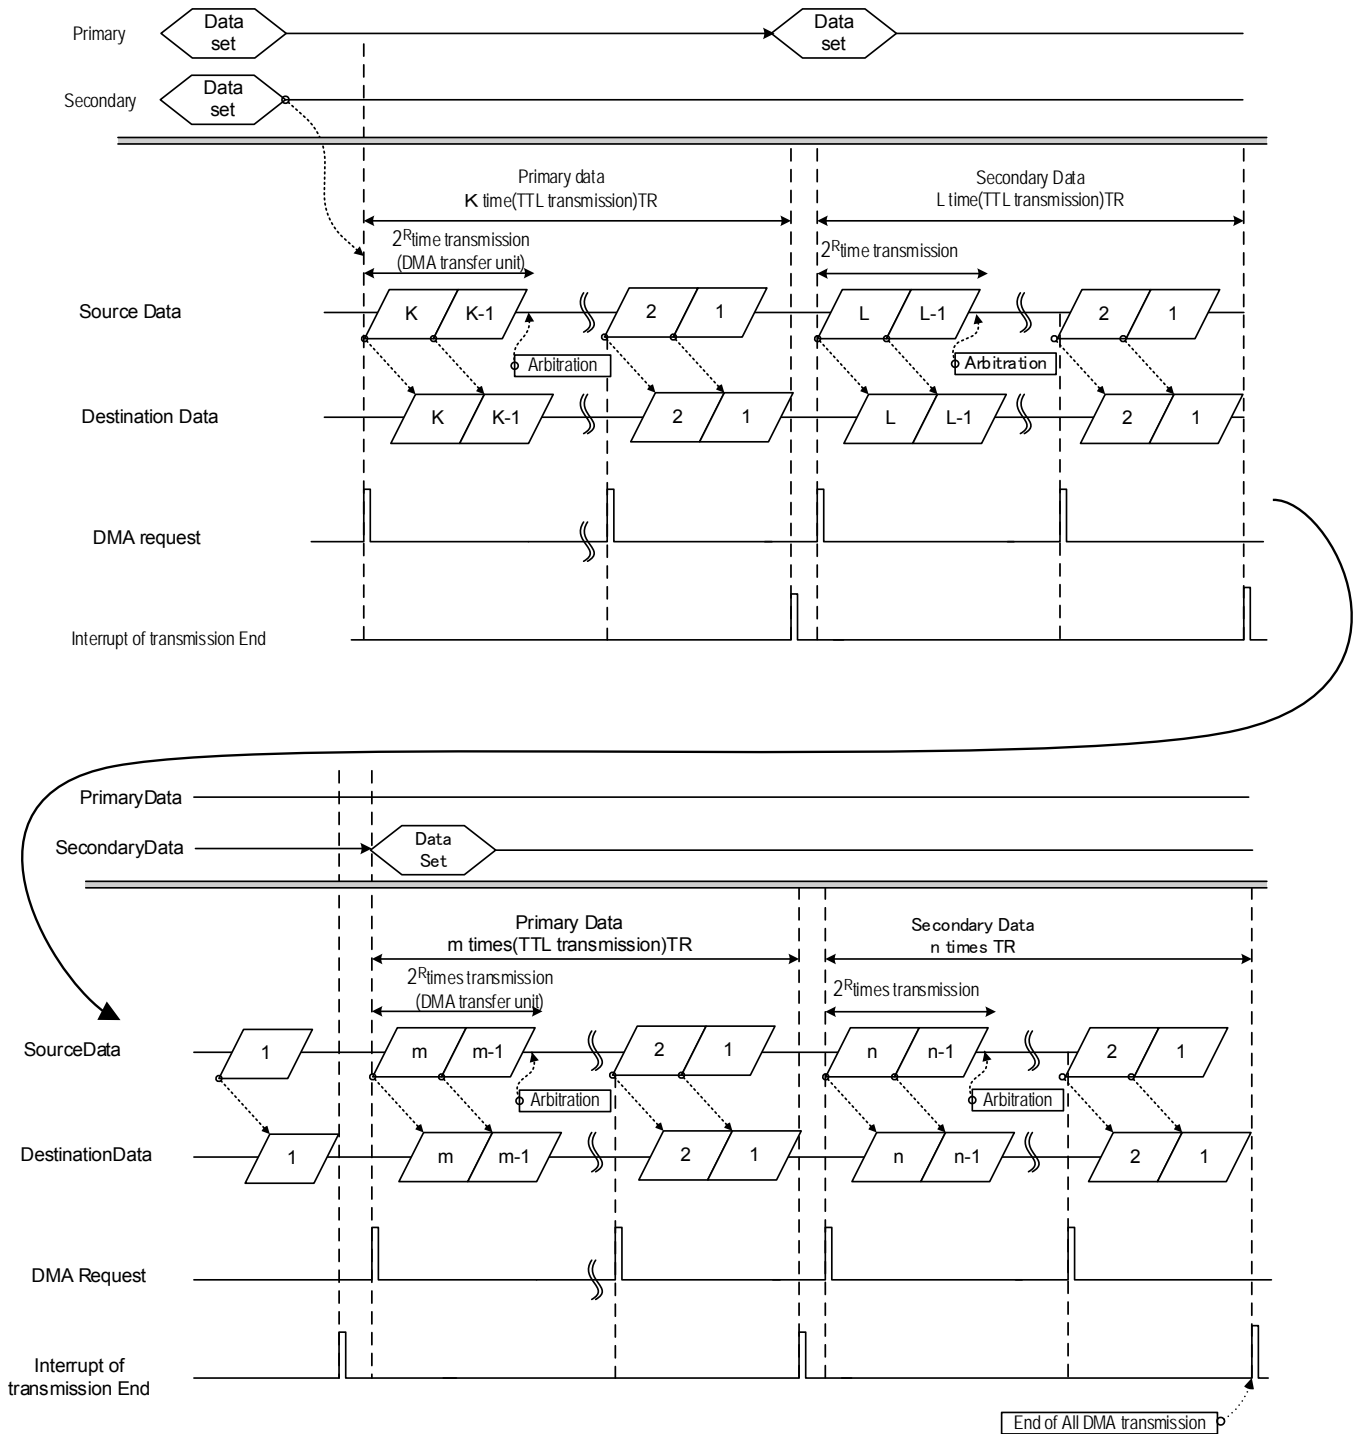 Primary
Data
set
Data
set
Secondary
Data
set
Primary data
K time(TTL transmission)TR
Secondary Data
L time(TTL transmission)TR
2Rtime transmission
(DMA transfer unit)
2Rtime transmission
Source Data
K K-1 2 1 L L-1 2 1
Arbitration
Arbitration
Destination Data
K K-1 2 1 L L-1 2 1
DMA request
Interrupt of transmission End
PrimaryData
SecondaryData
Data
Set
Primary Data
m times(TTL transmission)TR
Secondary Data
n times TR
2Rtimes transmission
(DMA transfer unit)
2Rtimes transmission
SourceData
1 m m-1 2 1 n n-1 2 1
Arbitration
Arbitration
DestinationData
1 m m-1 2 1 n n-1 2 1
DMA Request
Interrupt of
transmission End
End of All DMA transmission